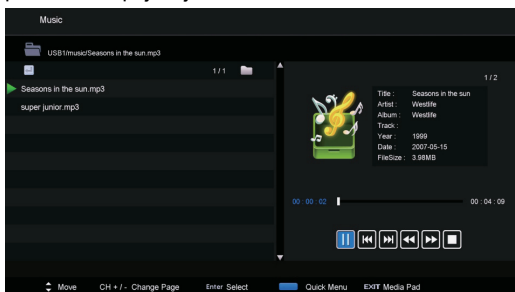 Music
USB1/music/Seasons in the sun.mp3
1/1
1/2
Seasons in the sun.mp3
super junior.mp3
Title : Seasons in the sun
Artist : Westlife
Album : Westlife
Track :
Year : 1999
Date : 2007-05-15
FileSize : 3.98MB
00 : 00 : 02 00 : 04 : 09
Move CH + / - Change Page Enter Select Quick Menu EXIT Media Pad